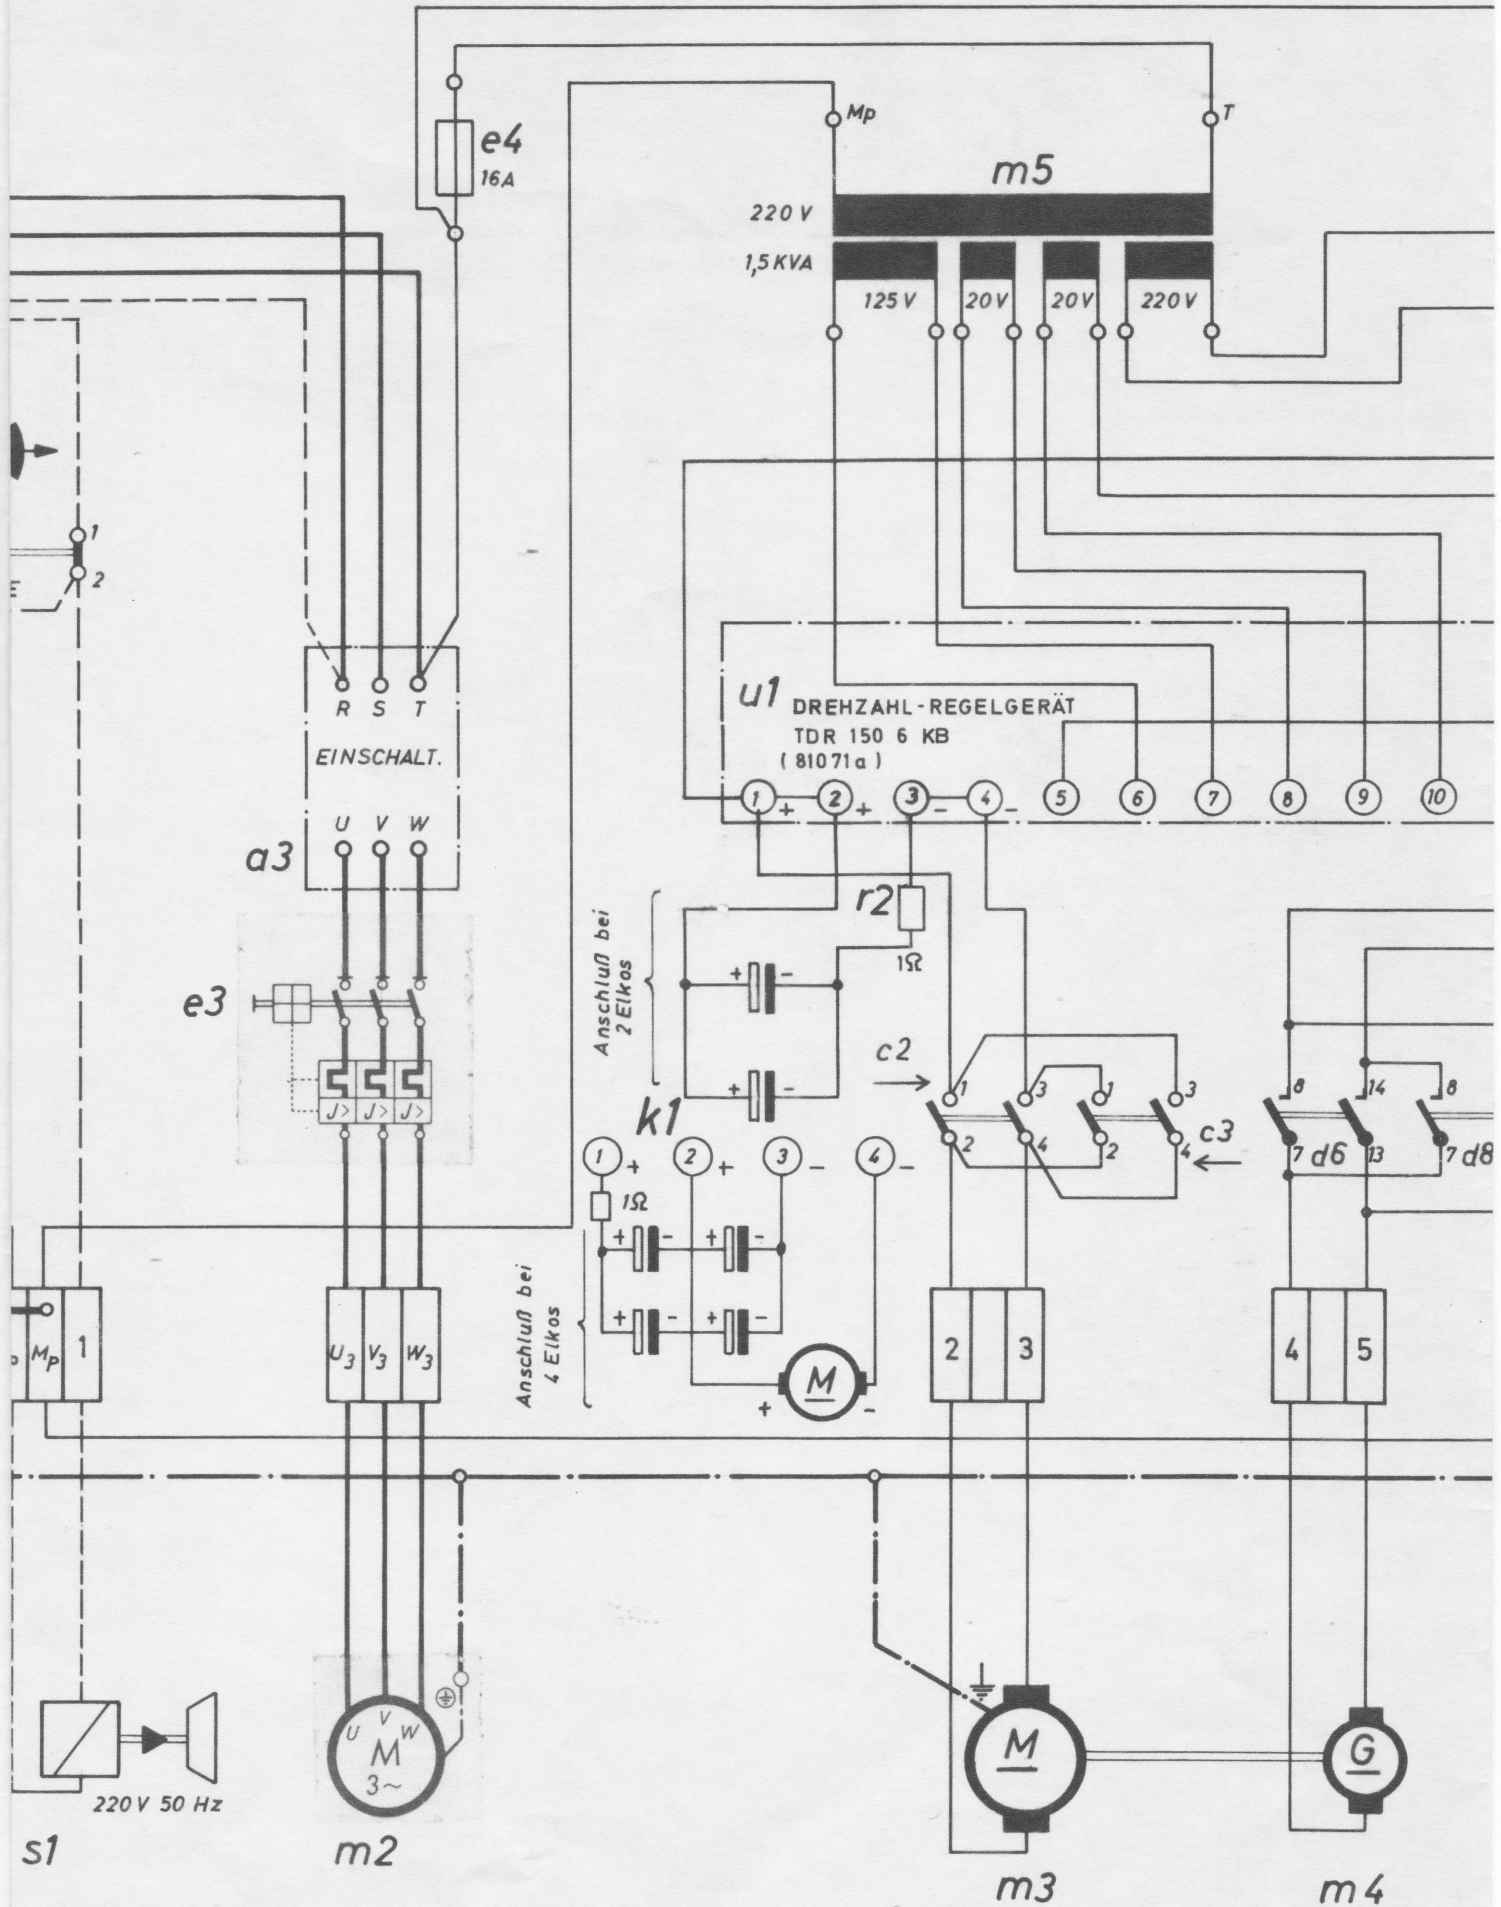 Mp
T
e4
16A
m5
220 V
1,5 KVA
125 V
20 V
20 V
220 V
1
2
E
u1
DREHZAHL-REGELGERÄT
TDR 150 6 KB
(81071a)
R S T
EINSCHALT.
U V W
a3
1 + 2 + 3 - 4 - 5 6 7 8 9 10
r2
1Ω
Anschluß bei
2 Elkos
+ -
+ -
e3
J> J> J>
c2
k1
1 3 1 3
2 4 2 4
c3
8 14 8
7 d6 13 7 d8
1 + 2 + 3 - 4 -
1Ω
+ - + -
+ - + -
Anschluß bei
4 Elkos
M
+ -
Mp 1
U3 V3 W3
2 3
4 5
U V W
M
3~
M
G
220 V 50 Hz
s1
m2
m3
m4